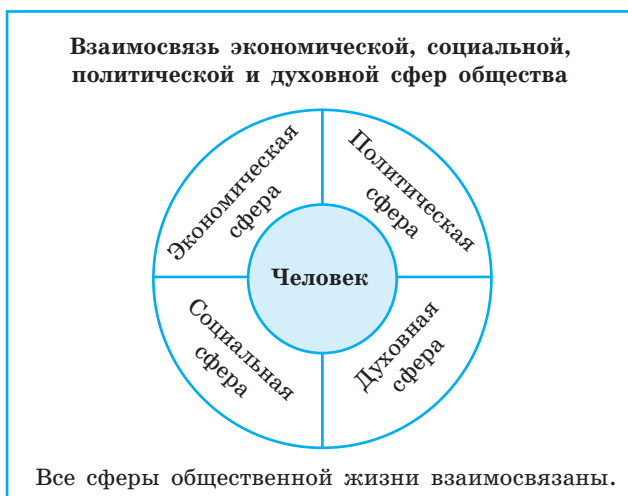 Взаимосвязь экономической, социальной,
политической и духовной сфер общества
Экономическая
сфера
Политическая
сфера
Человек
Социальная
сфера
Духовная
сфера
Все сферы общественной жизни взаимосвязаны.